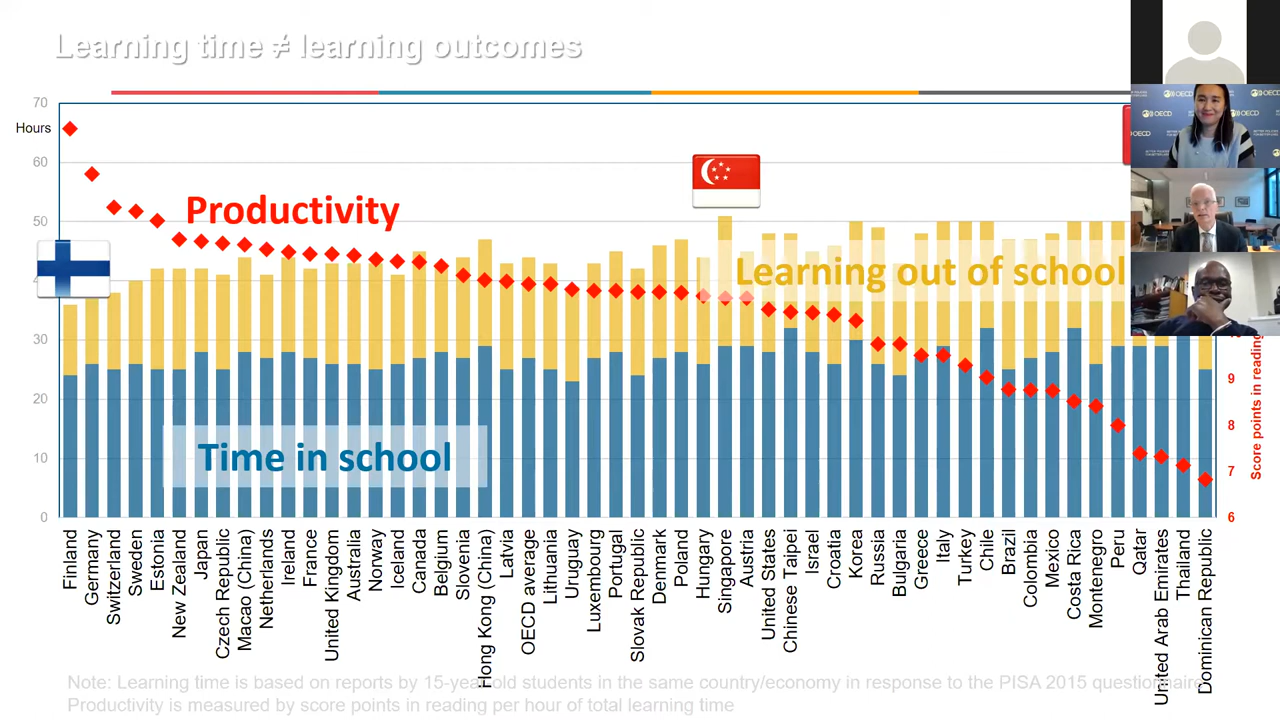 Learning time ≠ learning outcomes
70
Hours
60
50
40
30
20
10
0
Productivity
Learning out of school
Time in school
9
8
7
6
Score points in reading
Finland
Germany
Switzerland
Sweden
Estonia
New Zealand
Japan
Czech Republic
Macao (China)
Netherlands
Ireland
France
United Kingdom
Australia
Norway
Iceland
Canada
Belgium
Slovenia
Hong Kong (China)
Latvia
OECD average
Lithuania
Uruguay
Luxembourg
Portugal
Slovak Republic
Denmark
Poland
Hungary
Singapore
Austria
United States
Chinese Taipei
Israel
Croatia
Korea
Russia
Bulgaria
Greece
Italy
Turkey
Chile
Brazil
Colombia
Mexico
Costa Rica
Montenegro
Peru
Qatar
United Arab Emirates
Thailand
Dominican Republic
Note: Learning time is based on reports by 15-year-old students in the same country/economy in response to the PISA 2015 questionnaire
Productivity is measured by score points in reading per hour of total learning time
OECD
OECD
OECD